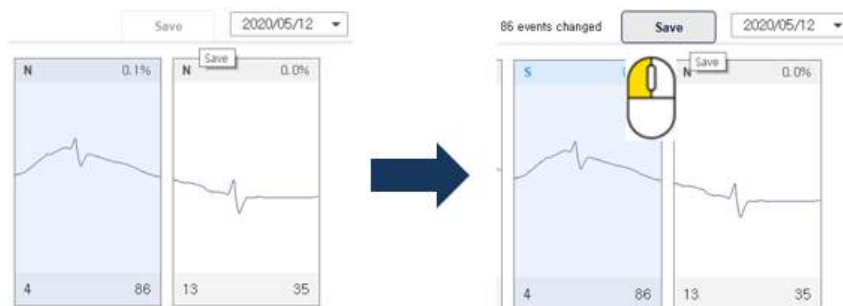 Save 2020/05/12
Save
N 0.1% N 0.0%
4 86 13 35
86 events changed Save 2020/05/12
Save
S N 0.0%
4 86 13 35